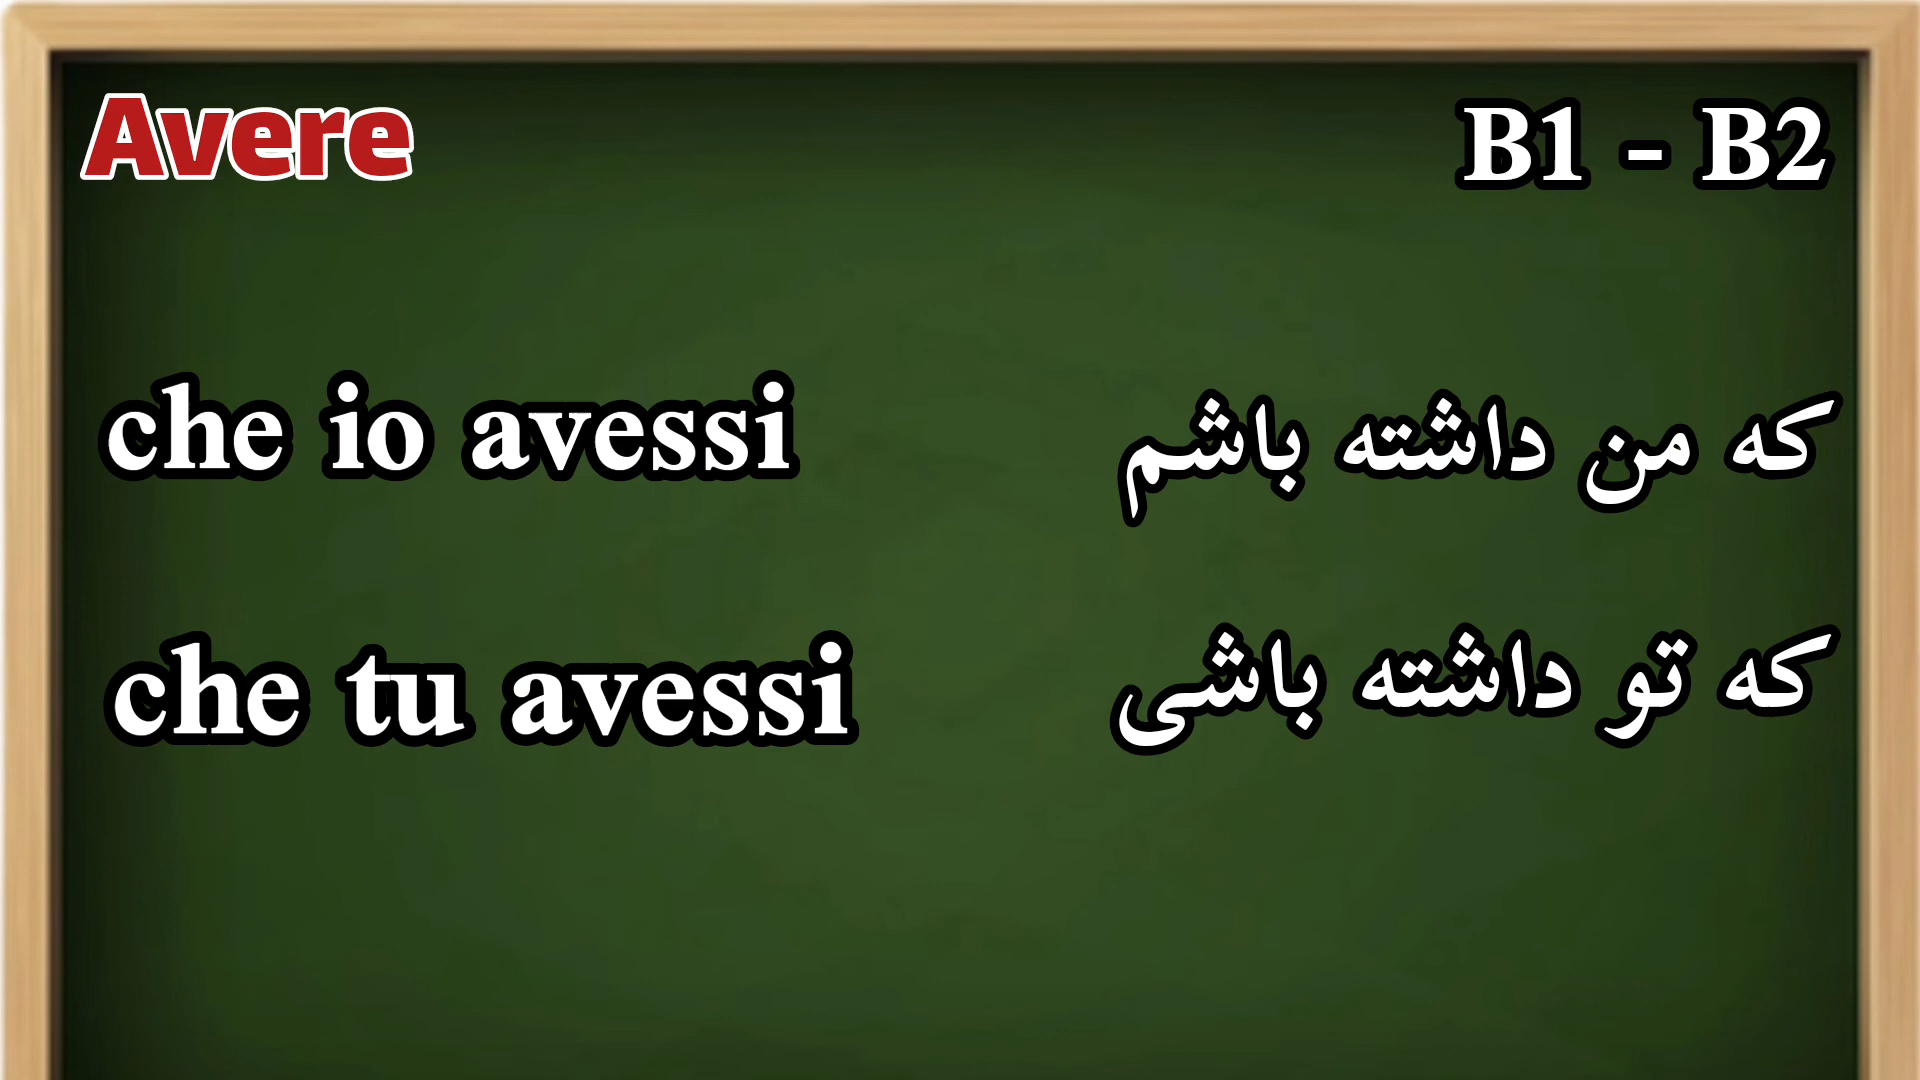 Avere
B1 - B2
che io avessi
که من داشته باشم
che tu avessi
که تو داشته باشی